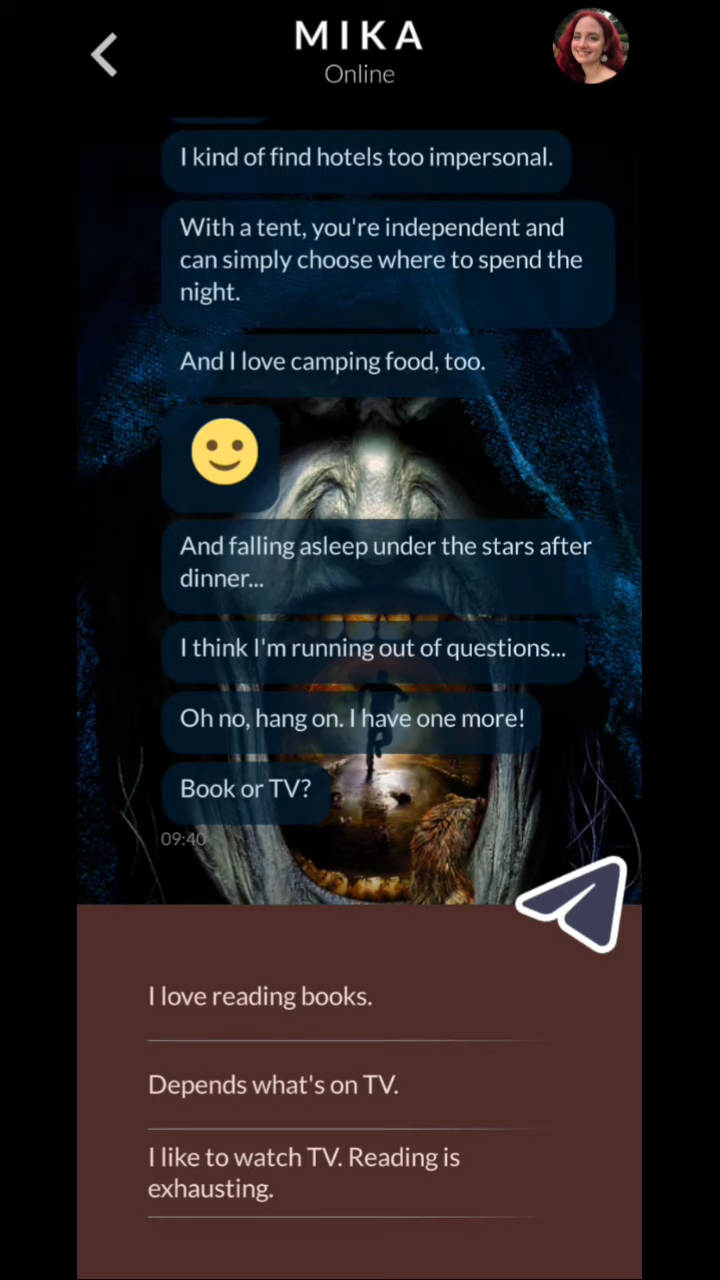 MIKA
Online
I kind of find hotels too impersonal.
With a tent, you're independent and
can simply choose where to spend the
night.
And I love camping food, too.
And falling asleep under the stars after
dinner...
I think I'm running out of questions...
Oh no, hang on. I have one more!
Book or TV?
09:40
I love reading books.
Depends what's on TV.
I like to watch TV. Reading is
exhausting.